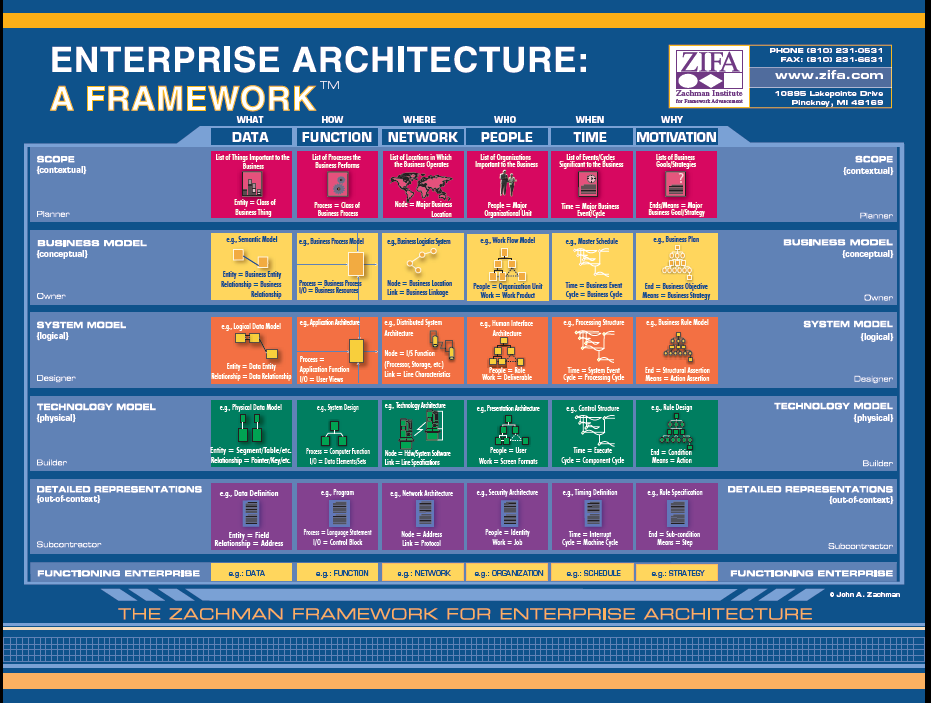 ENTERPRISE ARCHITECTURE:
A FRAMEWORK™
ZIFA
Zachman Institute
for Framework Advancement
PHONE (810) 231-0531
FAX: (810) 231-6631
www.zifa.com
10895 Lakepointe Drive
Pinckney, MI 48169
WHAT HOW WHERE WHO WHEN WHY
DATA FUNCTION NETWORK PEOPLE TIME MOTIVATION
SCOPE
{contextual}
Planner
List of Things Important to the
Business
Entity = Class of
Business Thing
List of Processes the
Business Performs
Process = Class of
Business Process
List of Locations in Which
the Business Operates
Node = Major Business
Location
List of Organizations
Important to the Business
People = Major
Organizational Unit
List of Events/Cycles
Significant to the Business
Time = Major Business
Event/Cycle
Lists of Business
Goals/Strategies
?
Ends/Means = Major
Business Goal/Strategy
SCOPE
{contextual}
Planner
BUSINESS MODEL
{conceptual}
Owner
e.g., Semantic Model
Entity = Business Entity
Relationship = Business
Relationship
e.g., Business Process Model
Process = Business Process
I/O = Business Resources
e.g., Business Logistics System
Node = Business Location
Link = Business Linkage
e.g., Work Flow Model
People = Organization Unit
Work = Work Product
e.g., Master Schedule
Time = Business Event
Cycle = Business Cycle
e.g., Business Plan
End = Business Objective
Means = Business Strategy
BUSINESS MODEL
{conceptual}
Owner
SYSTEM MODEL
{logical}
Designer
e.g., Logical Data Model
Entity = Data Entity
Relationship = Data Relationship
e.g., Application Architecture
Process =
Application Function
I/O = User Views
e.g., Distributed System
Architecture
Node = I/S Function
(Processor, Storage, etc.)
Link = Line Characteristics
e.g., Human Interface
Architecture
People = Role
Work = Deliverable
e.g., Processing Structure
Time = System Event
Cycle = Processing Cycle
e.g., Business Rule Model
End = Structural Assertion
Means = Action Assertion
SYSTEM MODEL
{logical}
Designer
TECHNOLOGY MODEL
{physical}
Builder
e.g., Physical Data Model
Entity = Segment/Table/etc.
Relationship = Pointer/Key/etc.
e.g., System Design
Process = Computer Function
I/O = Data Elements/Sets
e.g., Technology Architecture
Node = Hdw/System Software
Link = Line Specifications
e.g., Presentation Architecture
People = User
Work = Screen Formats
e.g., Control Structure
Time = Execute
Cycle = Component Cycle
e.g., Rule Design
End = Condition
Means = Action
TECHNOLOGY MODEL
{physical}
Builder
DETAILED REPRESENTATIONS
{out-of-context}
Subcontractor
e.g., Data Definition
Entity = Field
Relationship = Address
e.g., Program
Process = Language Statement
I/O = Control Block
e.g., Network Architecture
Node = Address
Link = Protocol
e.g., Security Architecture
People = Identity
Work = Job
e.g., Timing Definition
Time = Interrupt
Cycle = Machine Cycle
e.g., Rule Specification
End = Sub-condition
Means = Step
DETAILED REPRESENTATIONS
{out-of-context}
Subcontractor
FUNCTIONING ENTERPRISE e.g.: DATA e.g.: FUNCTION e.g.: NETWORK e.g.: ORGANIZATION e.g.: SCHEDULE e.g.: STRATEGY FUNCTIONING ENTERPRISE
© John A. Zachman
THE ZACHMAN FRAMEWORK FOR ENTERPRISE ARCHITECTURE